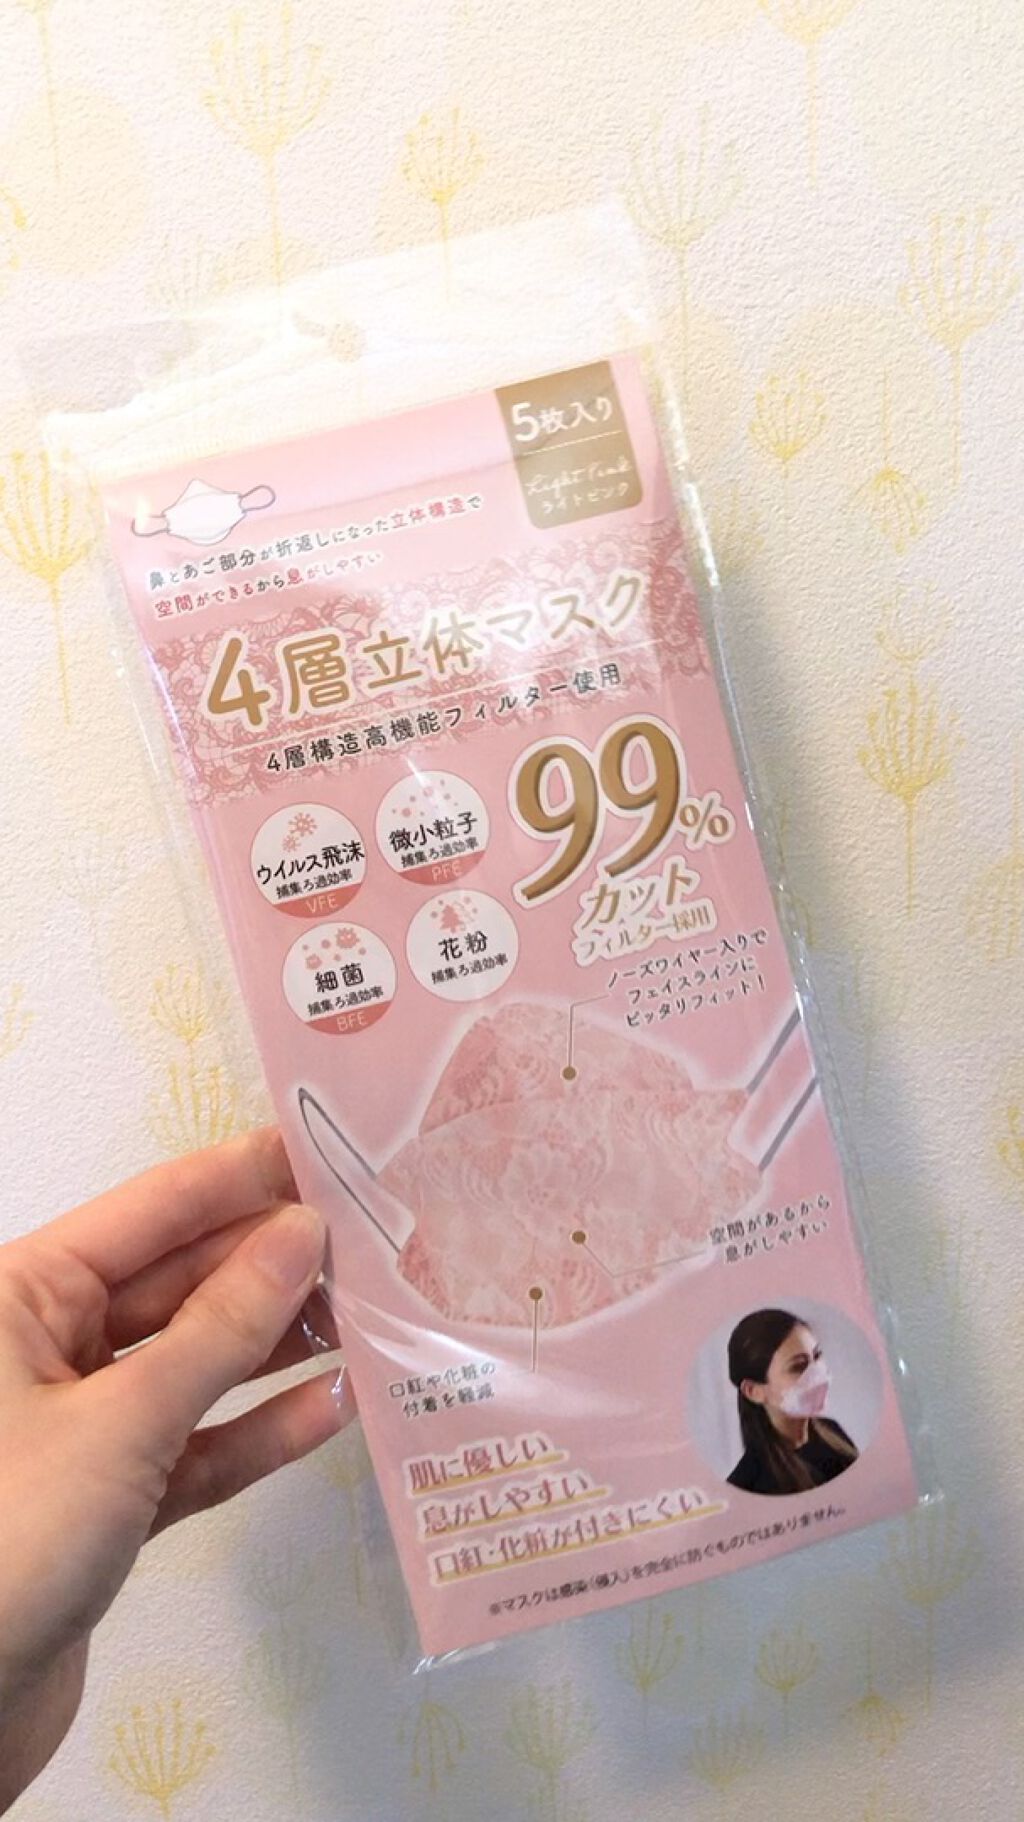 5枚入り
Light Pink
ライトピンク
鼻とあご部分が折返しになった立体構造で
空間ができるから息がしやすい
4層立体マスク
4層構造高機能フィルター使用
99%
カット
フィルター採用
ウイルス飛沫
捕集ろ過効率
VFE
微小粒子
捕集ろ過効率
PFE
細菌
捕集ろ過効率
BFE
花粉
捕集ろ過効率
ノーズワイヤー入りで
フェイスラインに
ピッタリフィット!
空間があるから
息がしやすい
口紅や化粧の
付着を軽減
肌に優しい
息がしやすい
口紅・化粧が付きにくい
※マスクは感染(侵入)を完全に防ぐものではありません。